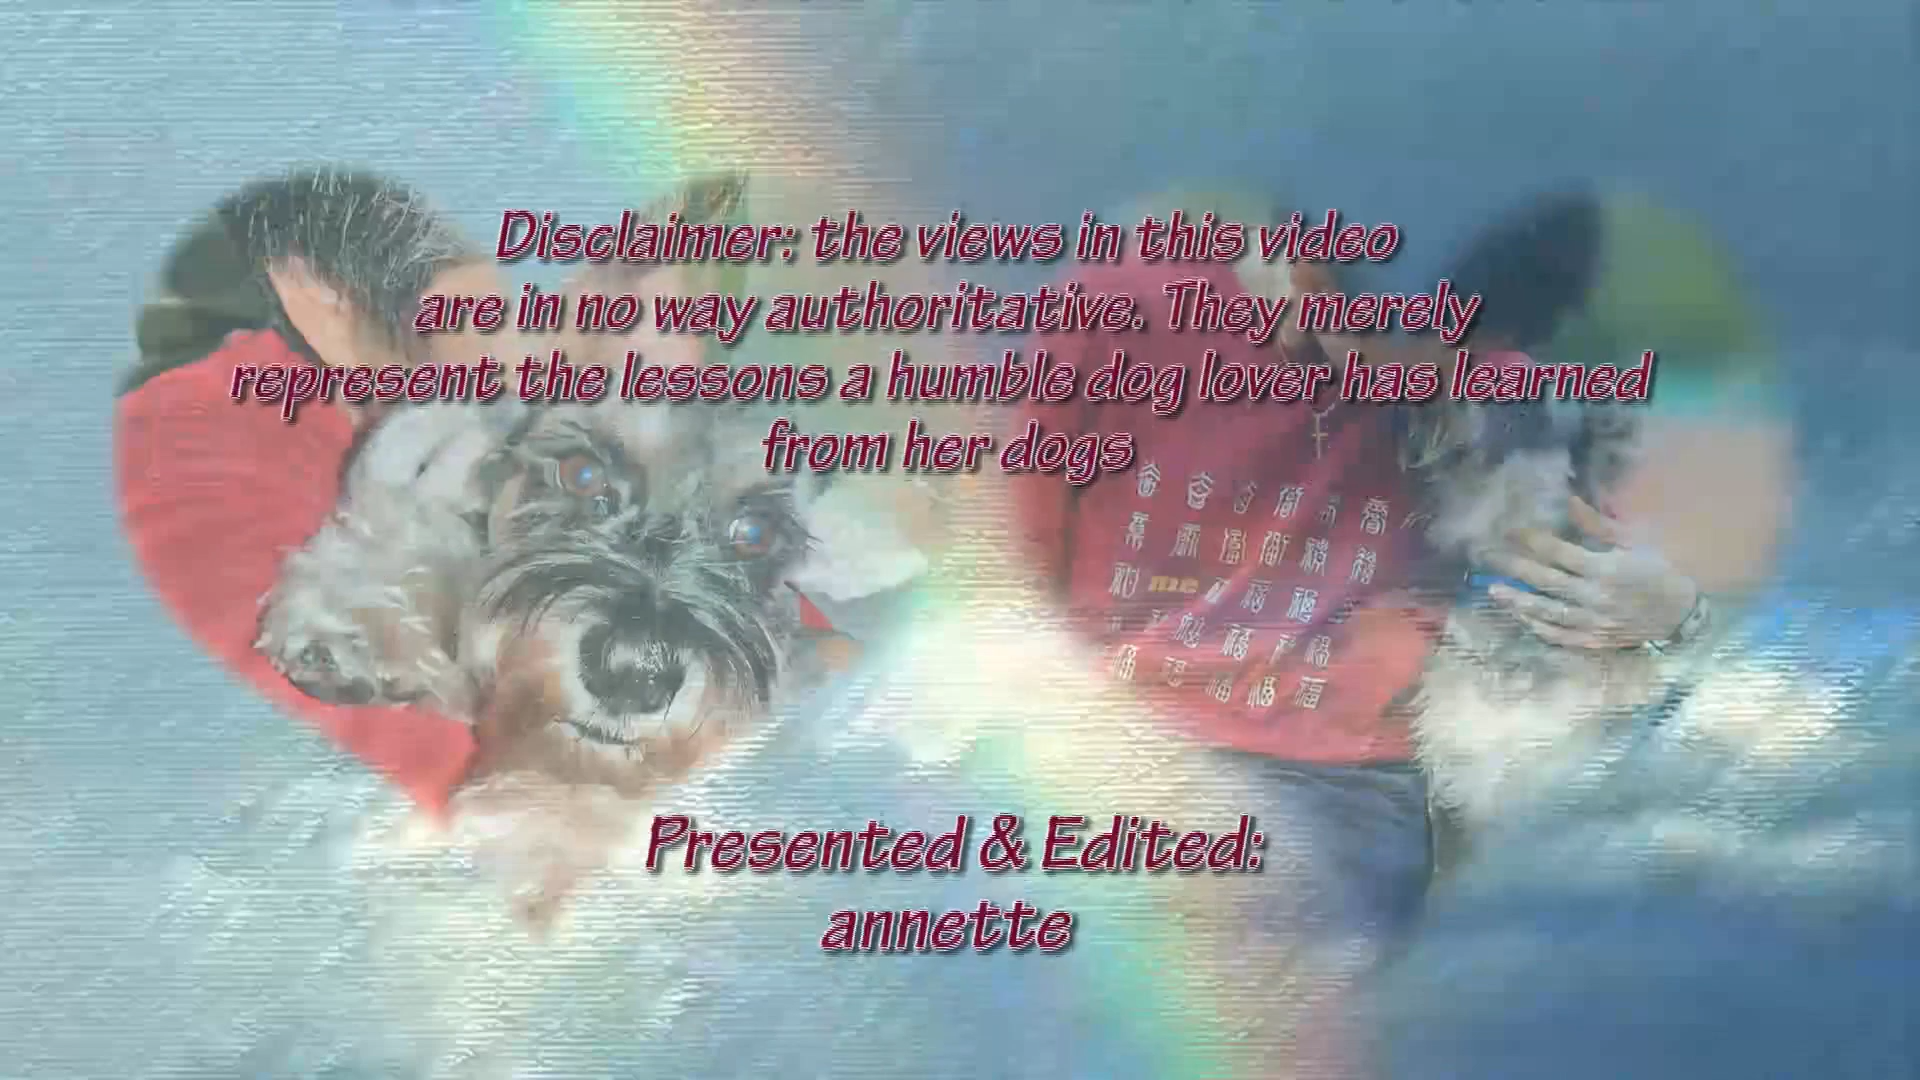 Disclaimer: the views in this video
are in no way authoritative. They merely
represent the lessons a humble dog lover has learned
from her dogs
me
Presented & Edited:
annette